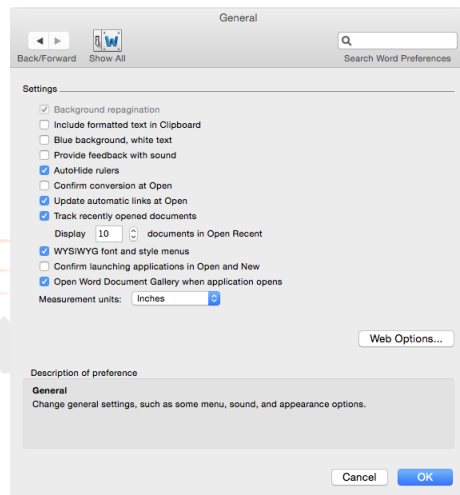 General
Back/Forward Show All Search Word Preferences
Settings
Background repagination
Include formatted text in Clipboard
Blue background, white text
Provide feedback with sound
AutoHide rulers
Confirm conversion at Open
Update automatic links at Open
Track recently opened documents
Display 10 documents in Open Recent
WYSIWYG font and style menus
Confirm launching applications in Open and New
Open Word Document Gallery when application opens
Measurement units: Inches
Web Options...
Description of preference
General
Change general settings, such as some menu, sound, and appearance options.
Cancel OK